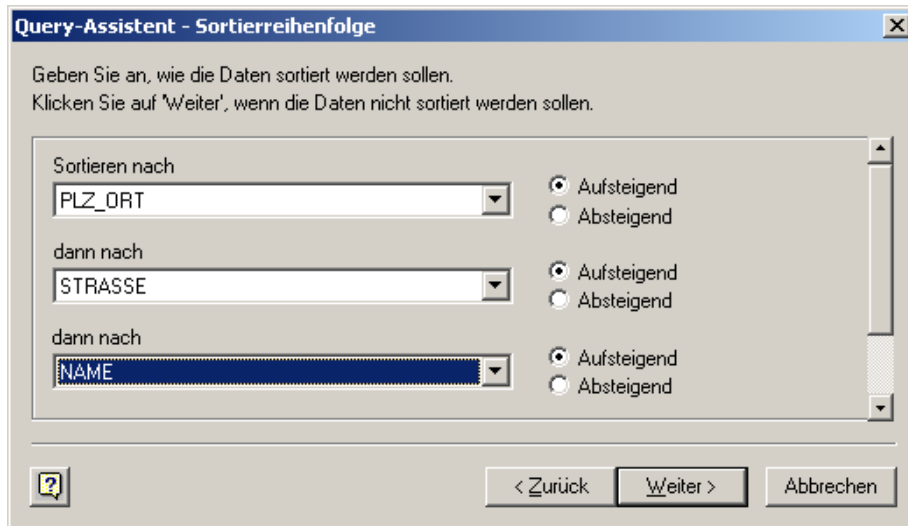 Query-Assistent - Sortierreihenfolge
Geben Sie an, wie die Daten sortiert werden sollen.
Klicken Sie auf 'Weiter', wenn die Daten nicht sortiert werden sollen.
Sortieren nach
PLZ_ORT
Aufsteigend
Absteigend
dann nach
STRASSE
Aufsteigend
Absteigend
dann nach
NAME
Aufsteigend
Absteigend
< Zurück
Weiter >
Abbrechen